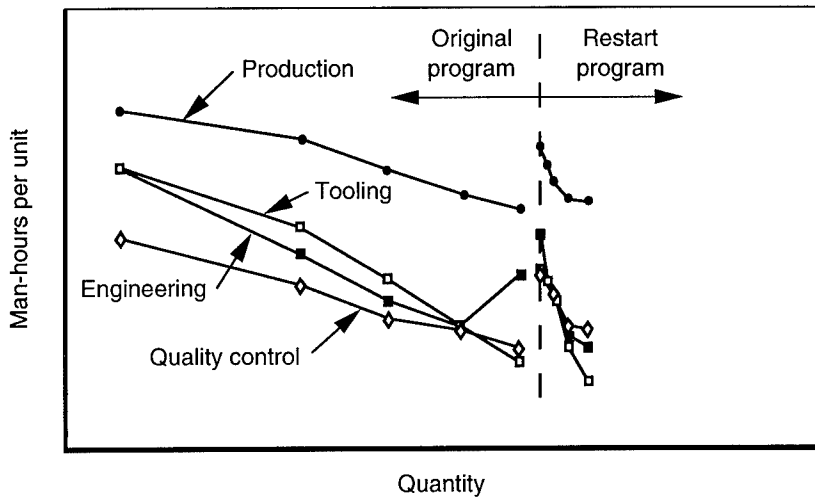 Original
program
Restart
program
Production
Tooling
Engineering
Quality control
Man-hours per unit
Quantity